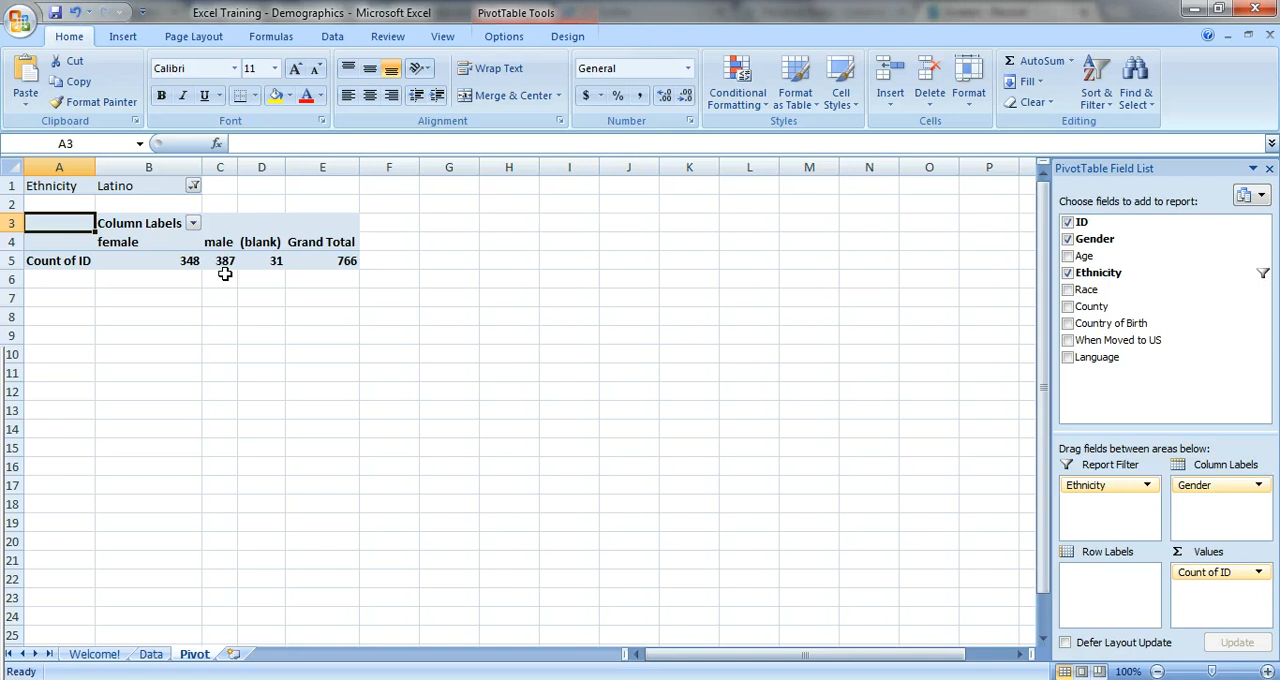 Excel Training - Demographics - Microsoft Excel
PivotTable Tools
Home Insert Page Layout Formulas Data Review View Options Design
Paste
Cut
Copy
Format Painter
Clipboard
Calibri 11
B I U
Font
Wrap Text
Merge & Center
Alignment
General
$ % ,
Number
Conditional Formatting
Format as Table
Cell Styles
Styles
Insert Delete Format
Cells
Σ AutoSum
Fill
Clear
Sort & Filter
Find & Select
Editing
A3 fx
A B C D E F G H I J K L M N O P
1 Ethnicity Latino
2
3 Column Labels
4 female male (blank) Grand Total
5 Count of ID 348 387 31 766
6
7
8
9
10
11
12
13
14
15
16
17
18
19
20
21
22
23
24
25
PivotTable Field List
Choose fields to add to report:
ID
Gender
Age
Ethnicity
Race
County
Country of Birth
When Moved to US
Language
Drag fields between areas below:
Report Filter Column Labels
Ethnicity Gender
Row Labels Σ Values
Count of ID
Defer Layout Update Update
Welcome! Data Pivot
Ready 100%